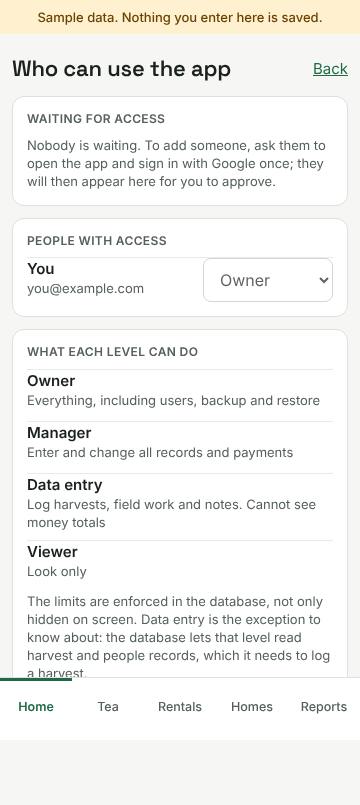 Sample data. Nothing you enter here is saved.
Who can use the app
Back
WAITING FOR ACCESS
Nobody is waiting. To add someone, ask them to
open the app and sign in with Google once; they
will then appear here for you to approve.
PEOPLE WITH ACCESS
You
you@example.com
Owner
WHAT EACH LEVEL CAN DO
Owner
Everything, including users, backup and restore
Manager
Enter and change all records and payments
Data entry
Log harvests, field work and notes. Cannot see
money totals
Viewer
Look only
The limits are enforced in the database, not only
hidden on screen. Data entry is the exception to
know about: the database lets that level read
harvest and people records, which it needs to log
a harvest.
Home
Tea
Rentals
Homes
Reports